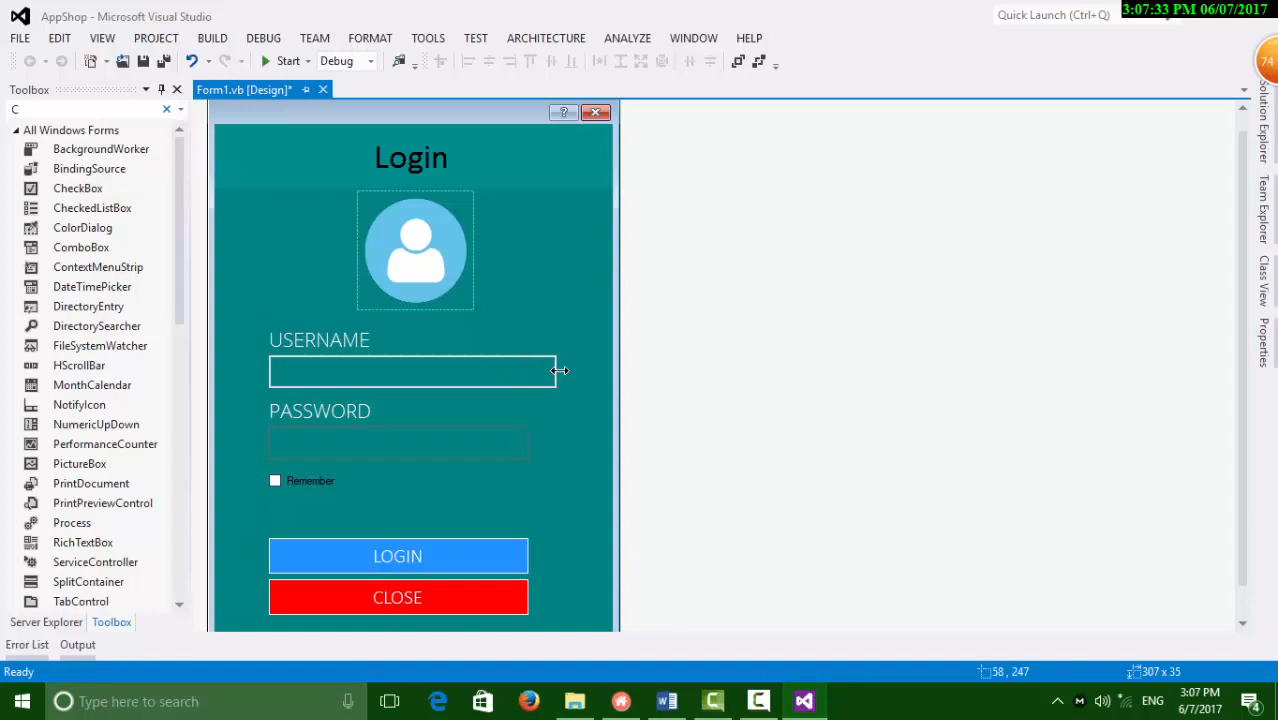 AppShop - Microsoft Visual Studio
Quick Launch (Ctrl+Q)
3:07:33 PM 06/07/2017
FILE EDIT VIEW PROJECT BUILD DEBUG TEAM FORMAT TOOLS TEST ARCHITECTURE ANALYZE WINDOW HELP
74
Start Debug
Toolbox
Form1.vb [Design]*
C
All Windows Forms
BackgroundWorker
BindingSource
CheckBox
CheckedListBox
ColorDialog
ComboBox
ContextMenuStrip
DateTimePicker
DirectoryEntry
DirectorySearcher
FileSystemWatcher
HScrollBar
MonthCalendar
NotifyIcon
NumericUpDown
PerformanceCounter
PictureBox
PrintDocument
PrintPreviewControl
Process
RichTextBox
ServiceController
SplitContainer
TabControl
Server Explorer Toolbox
Login
USERNAME
PASSWORD
Remember
LOGIN
CLOSE
Solution Explorer
Team Explorer
Class View
Properties
Error List Output
Ready
58 , 247
307 x 35
Type here to search
ENG
3:07 PM
6/7/2017
4